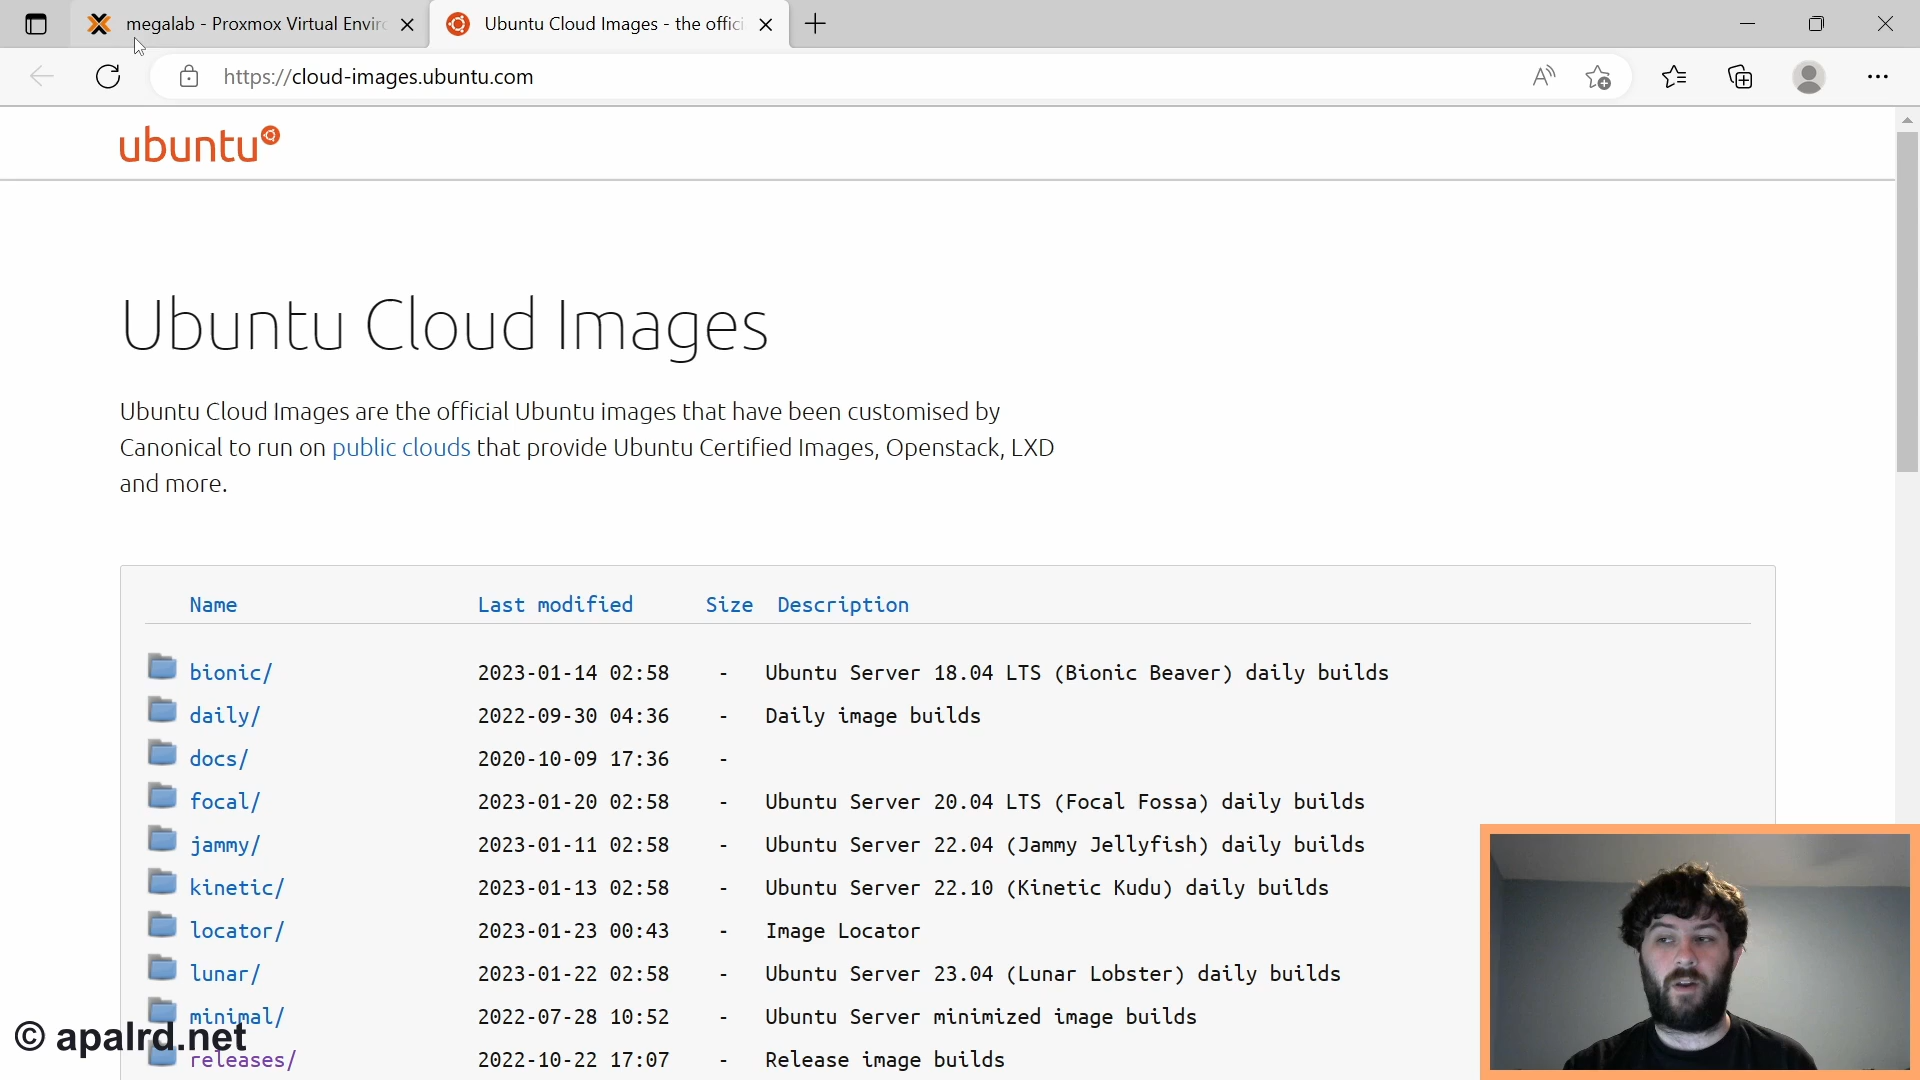 megalab - Proxmox Virtual Envir
Ubuntu Cloud Images - the offici
https://cloud-images.ubuntu.com
ubuntu
Ubuntu Cloud Images
Ubuntu Cloud Images are the official Ubuntu images that have been customised by
Canonical to run on public clouds that provide Ubuntu Certified Images, Openstack, LXD
and more.
Name Last modified Size Description
bionic/ 2023-01-14 02:58 - Ubuntu Server 18.04 LTS (Bionic Beaver) daily builds
daily/ 2022-09-30 04:36 - Daily image builds
docs/ 2020-10-09 17:36 -
focal/ 2023-01-20 02:58 - Ubuntu Server 20.04 LTS (Focal Fossa) daily builds
jammy/ 2023-01-11 02:58 - Ubuntu Server 22.04 (Jammy Jellyfish) daily builds
kinetic/ 2023-01-13 02:58 - Ubuntu Server 22.10 (Kinetic Kudu) daily builds
locator/ 2023-01-23 00:43 - Image Locator
lunar/ 2023-01-22 02:58 - Ubuntu Server 23.04 (Lunar Lobster) daily builds
minimal/ 2022-07-28 10:52 - Ubuntu Server minimized image builds
© apalrd.net
releases/ 2022-10-22 17:07 - Release image builds